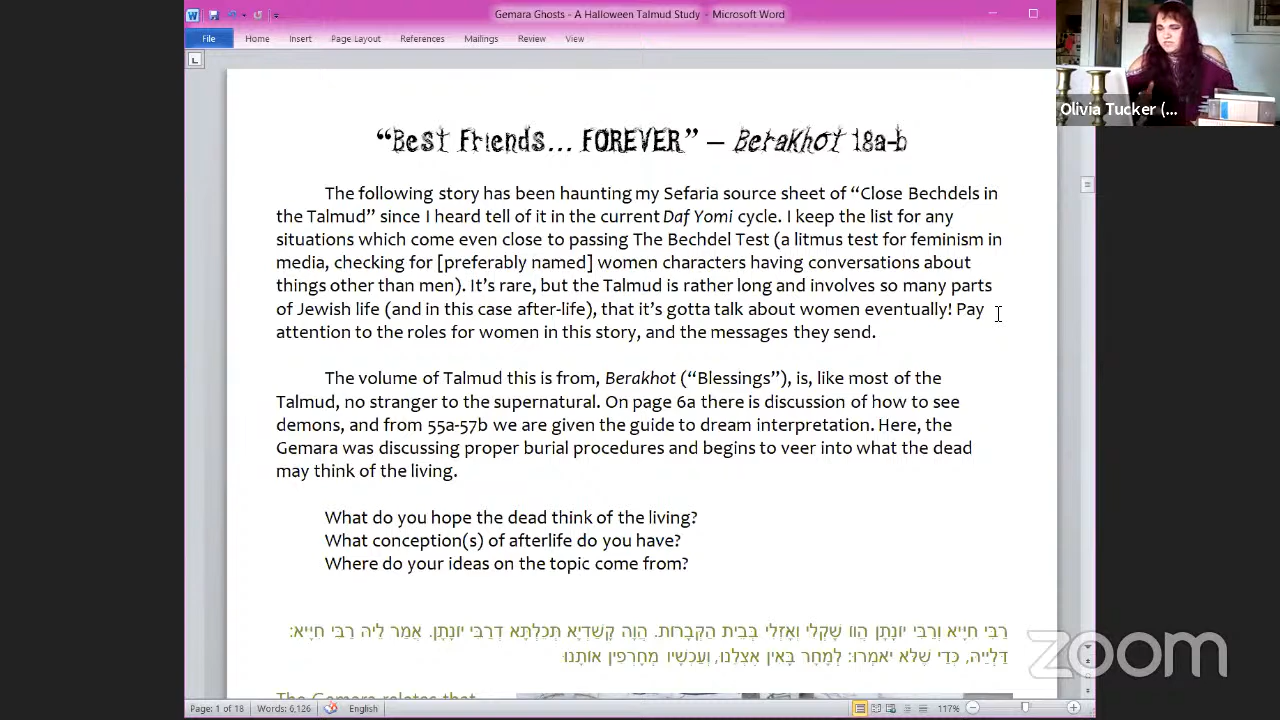 Gemara Ghosts - A Halloween Talmud Study - Microsoft Word
File Home Insert Page Layout References Mailings Review View
Olivia Tucker (...
“Best Friends... FOREVER” – Berakhot 18a-b
The following story has been haunting my Sefaria source sheet of “Close Bechdels in
the Talmud” since I heard tell of it in the current Daf Yomi cycle. I keep the list for any
situations which come even close to passing The Bechdel Test (a litmus test for feminism in
media, checking for [preferably named] women characters having conversations about
things other than men). It’s rare, but the Talmud is rather long and involves so many parts
of Jewish life (and in this case after-life), that it’s gotta talk about women eventually! Pay
attention to the roles for women in this story, and the messages they send.
The volume of Talmud this is from, Berakhot (“Blessings”), is, like most of the
Talmud, no stranger to the supernatural. On page 6a there is discussion of how to see
demons, and from 55a-57b we are given the guide to dream interpretation. Here, the
Gemara was discussing proper burial procedures and begins to veer into what the dead
may think of the living.
What do you hope the dead think of the living?
What conception(s) of afterlife do you have?
Where do your ideas on the topic come from?
רַבִּי חִיָּיא וְרַבִּי יוֹנָתָן הֲווֹ שָׁקְלִי וְאָזְלִי בְּבֵית הַקְּבָרוֹת. הֲוָה קָשַׁדְיָא תְּכֵלְתָּא דְּרַבִּי יוֹנָתָן. אֲמַר לֵיהּ רַבִּי חִיָּיא:
דַּלְיַיהּ, כְּדֵי שֶׁלֹּא יֹאמְרוּ: לְמָחָר בָּאִין אֶצְלֵנוּ, וְעַכְשָׁיו מְחָרְפִין אוֹתָנוּ
The Gemara relates that
zoom
Page: 1 of 18 Words: 6,126 English 117%